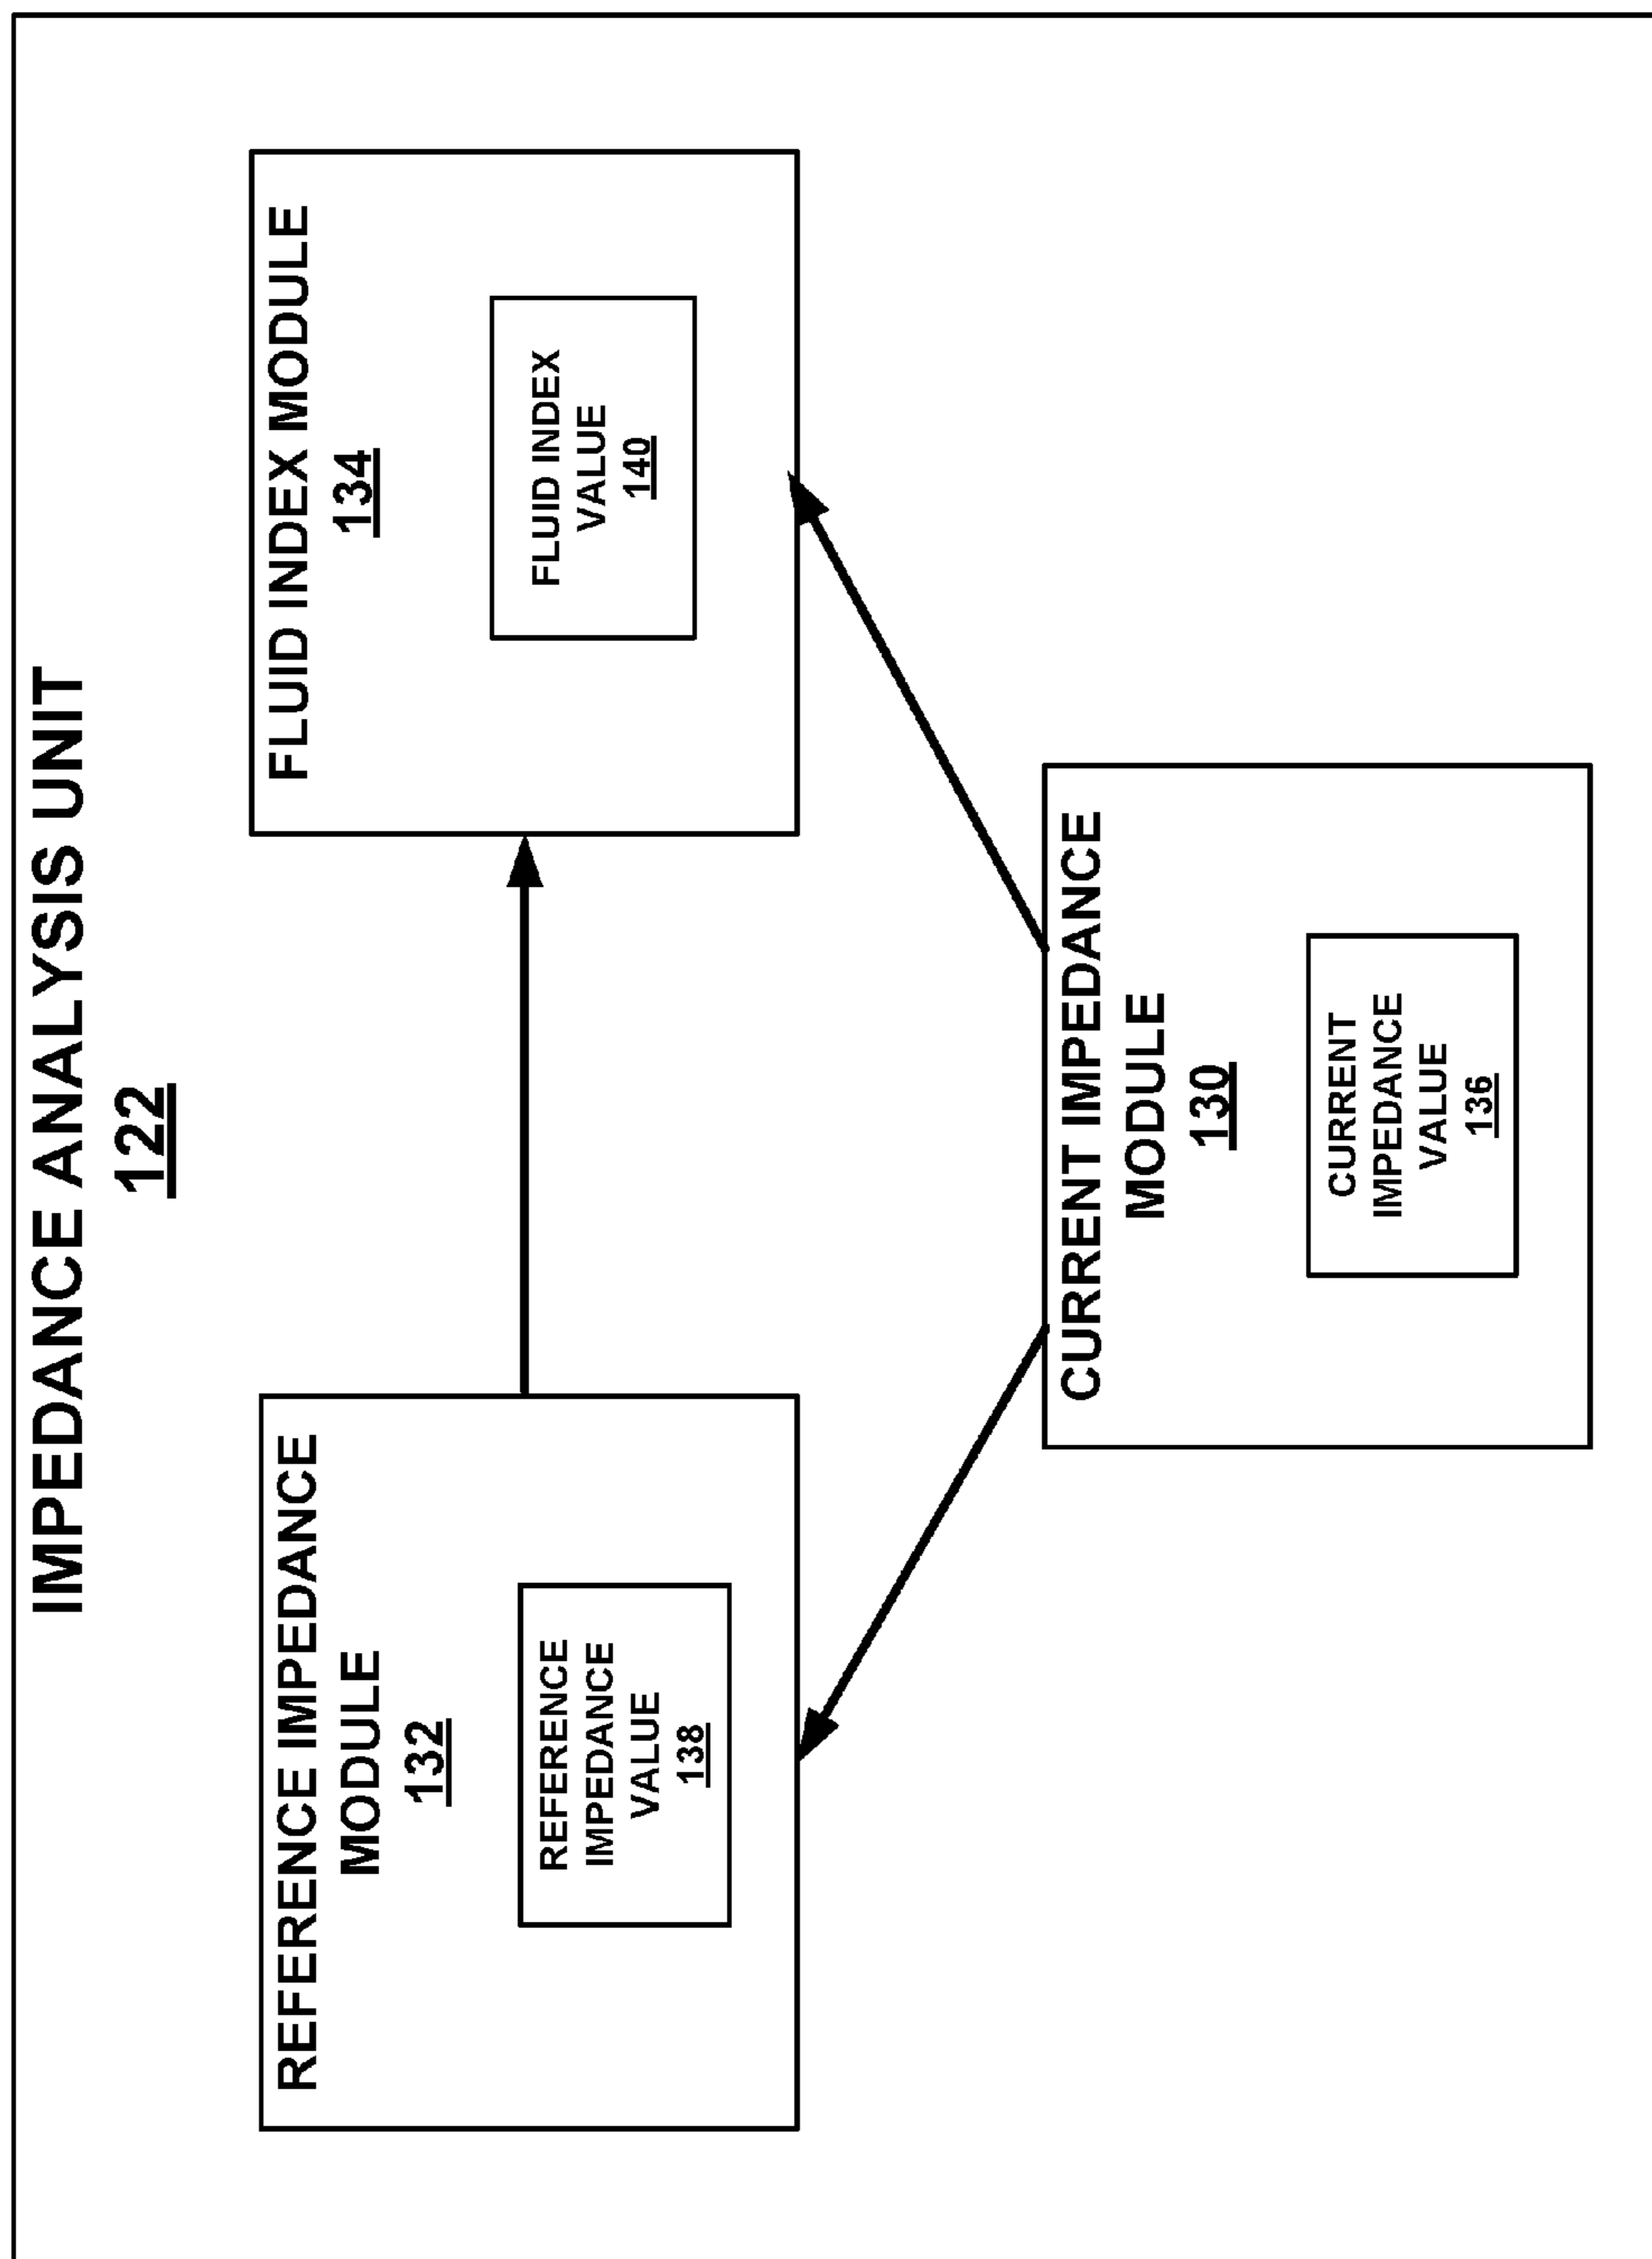 IMPEDANCE ANALYSIS UNIT
122
REFERENCE IMPEDANCE
MODULE
132
REFERENCE
IMPEDANCE
VALUE
138
FLUID INDEX MODULE
134
FLUID INDEX
VALUE
140
CURRENT IMPEDANCE
MODULE
130
CURRENT
IMPEDANCE
VALUE
136